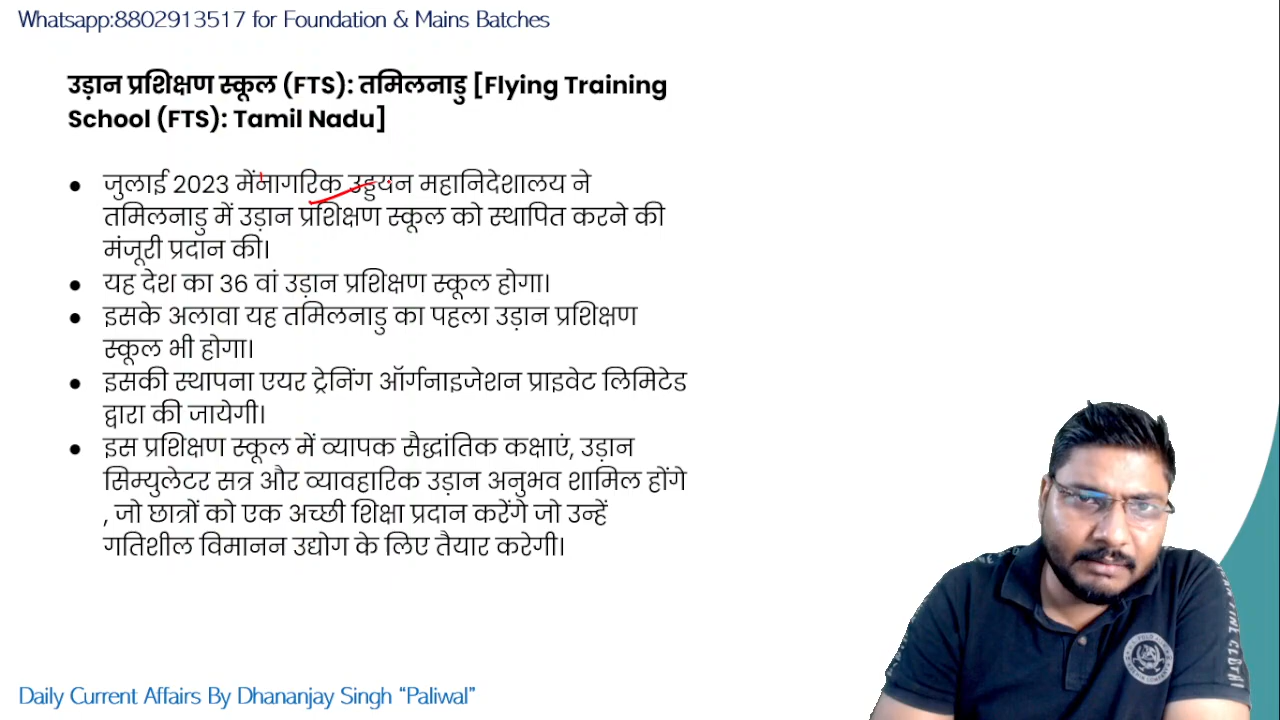 Whatsapp:8802913517 for Foundation & Mains Batches
उड़ान प्रशिक्षण स्कूल (FTS): तमिलनाडु [Flying Training
School (FTS): Tamil Nadu]
● जुलाई 2023 मेंनागरिक उड्डयन महानिदेशालय ने
तमिलनाडु में उड़ान प्रशिक्षण स्कूल को स्थापित करने की
मंजूरी प्रदान की।
● यह देश का 36 वां उड़ान प्रशिक्षण स्कूल होगा।
● इसके अलावा यह तमिलनाडु का पहला उड़ान प्रशिक्षण
स्कूल भी होगा।
● इसकी स्थापना एयर ट्रेनिंग ऑर्गनाइजेशन प्राइवेट लिमिटेड
द्वारा की जायेगी।
● इस प्रशिक्षण स्कूल में व्यापक सैद्धांतिक कक्षाएं, उड़ान
सिम्युलेटर सत्र और व्यावहारिक उड़ान अनुभव शामिल होंगे
, जो छात्रों को एक अच्छी शिक्षा प्रदान करेंगे जो उन्हें
गतिशील विमानन उद्योग के लिए तैयार करेगी।
Daily Current Affairs By Dhananjay Singh “Paliwal”